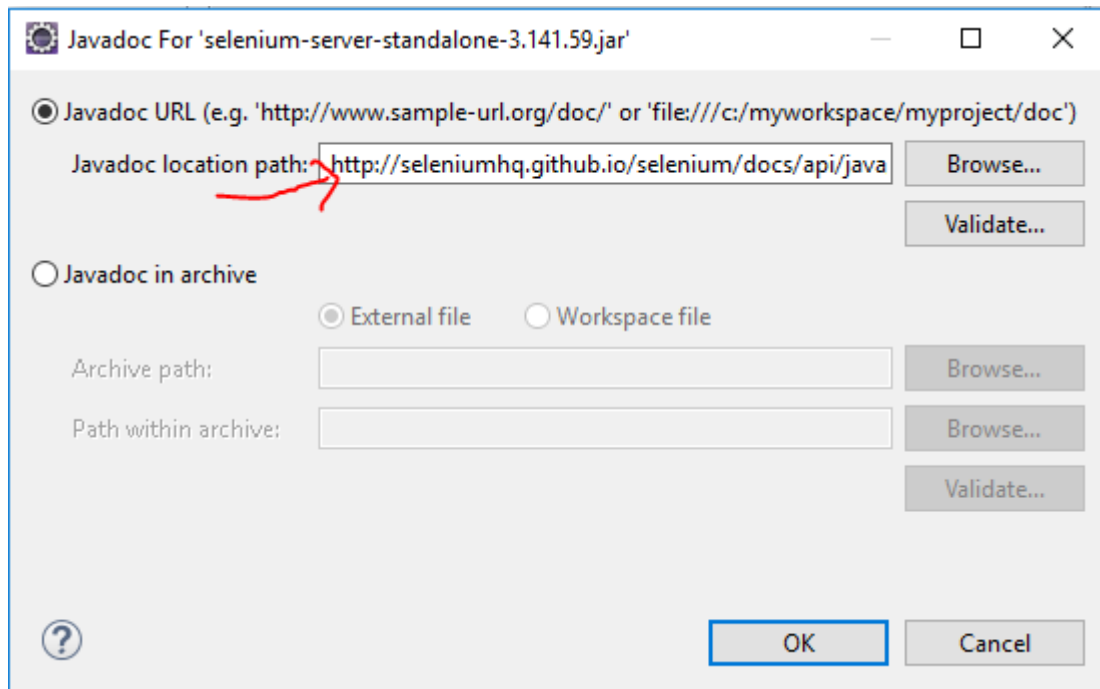 Javadoc For 'selenium-server-standalone-3.141.59.jar'
Javadoc URL (e.g. 'http://www.sample-url.org/doc/' or 'file:///c:/myworkspace/myproject/doc')
Javadoc location path: http://seleniumhq.github.io/selenium/docs/api/java Browse...
Validate...
Javadoc in archive
External file Workspace file
Archive path: Browse...
Path within archive: Browse...
Validate...
? OK Cancel